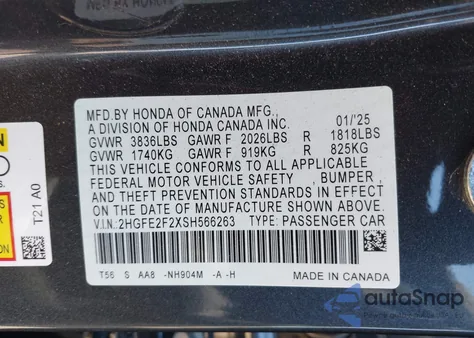 MFD.BY HONDA OF CANADA MFG., 01/'25
A DIVISION OF HONDA CANADA INC.
GVWR 3836LBS GAWR F 2026LBS R 1818LBS
GVWR 1740KG GAWR F 919KG R 825KG
THIS VEHICLE CONFORMS TO ALL APPLICABLE
FEDERAL MOTOR VEHICLE SAFETY , BUMPER ,
AND THEFT PREVENTION STANDARDS IN EFFECT
ON THE DATE OF MANUFACTURE SHOWN ABOVE.
V.I.N.:2HGFE2F2XSH566263 TYPE: PASSENGER CAR
T56 S AA8 -NH904M -A -H MADE IN CANADA
T21 A0
autoSnap